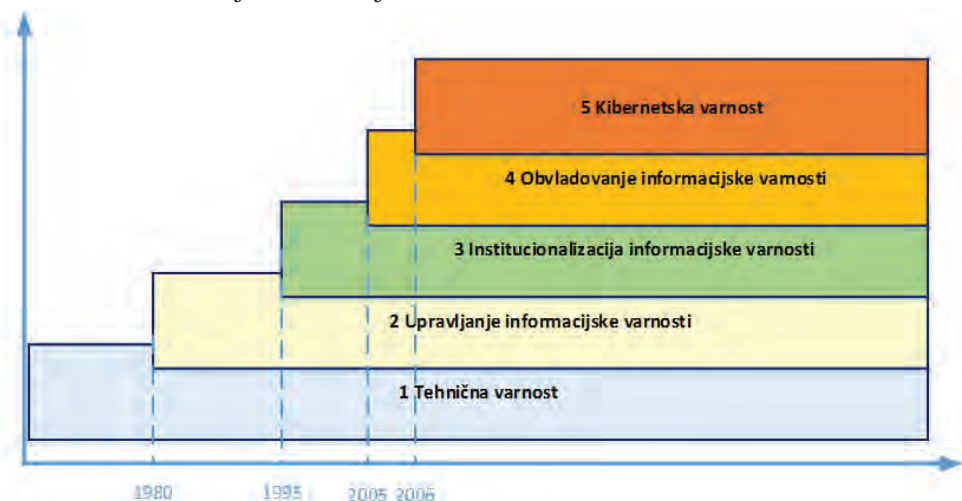 5 Kibernetska varnost
4 Obvladovanje informacijske varnosti
3 Institucionalizacija informacijske varnosti
2 Upravljanje informacijske varnosti
1 Tehnična varnost
1980 1995 2005 2006